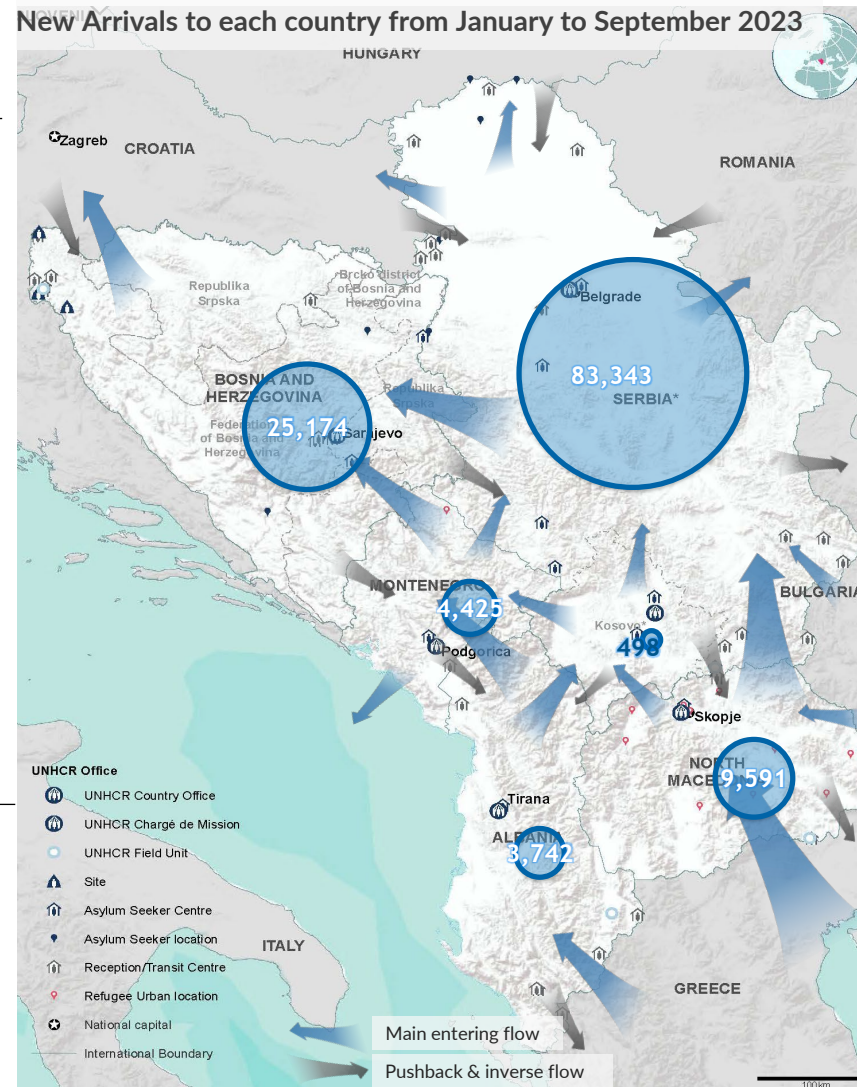 SLOVENIA
New Arrivals to each country from January to September 2023
HUNGARY
Zagreb
CROATIA
ROMANIA
Republika
Srpska
Brcko district
of Bosnia and
Herzegovina
Belgrade
83,343
SERBIA*
BOSNIA AND
HERZEGOVINA
Republika
Srpska
25,174
Federation
of Bosnia and
Herzegovina
Sarajevo
MONTENEGRO
4,425
BULGARIA
Kosovo*
498
Podgorica
Skopje
NORTH
MACEDONIA
9,591
Tirana
ALBANIA
3,742
UNHCR Office
UNHCR Country Office
UNHCR Chargé de Mission
UNHCR Field Unit
Site
Asylum Seeker Centre
Asylum Seeker location
Reception/Transit Centre
Refugee Urban location
National capital
International Boundary
ITALY
GREECE
Main entering flow
Pushback & inverse flow
100 km